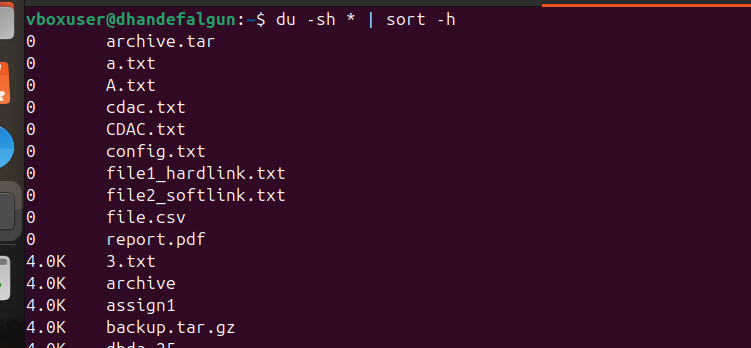 vboxuser@dhandefalgun:~$ du -sh * | sort -h
0 archive.tar
0 a.txt
0 A.txt
0 cdac.txt
0 CDAC.txt
0 config.txt
0 file1_hardlink.txt
0 file2_softlink.txt
0 file.csv
0 report.pdf
4.0K 3.txt
4.0K archive
4.0K assign1
4.0K backup.tar.gz
4.0K